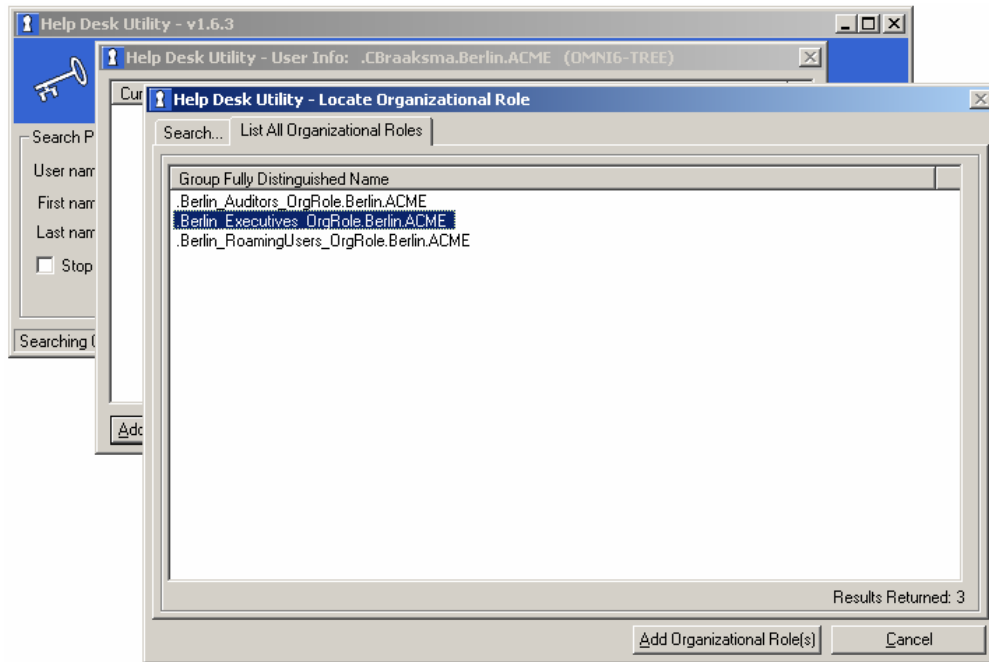 Help Desk Utility - v1.6.3
Help Desk Utility - User Info: .CBraaksma.Berlin.ACME (OMNI6-TREE)
Cur
Help Desk Utility - Locate Organizational Role
Search...
List All Organizational Roles
Search P
User nam
First nam
Last nam
Stop
Searching
Add
Group Fully Distinguished Name
.Berlin_Auditors_OrgRole.Berlin.ACME
.Berlin_Executives_OrgRole.Berlin.ACME
.Berlin_RoamingUsers_OrgRole.Berlin.ACME
Results Returned: 3
Add Organizational Role(s)
Cancel